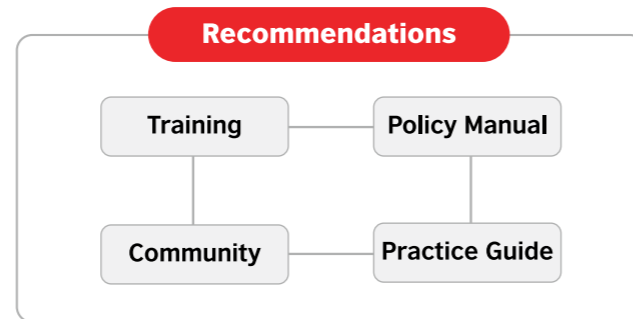 Recommendations
Training
Policy Manual
Community
Practice Guide